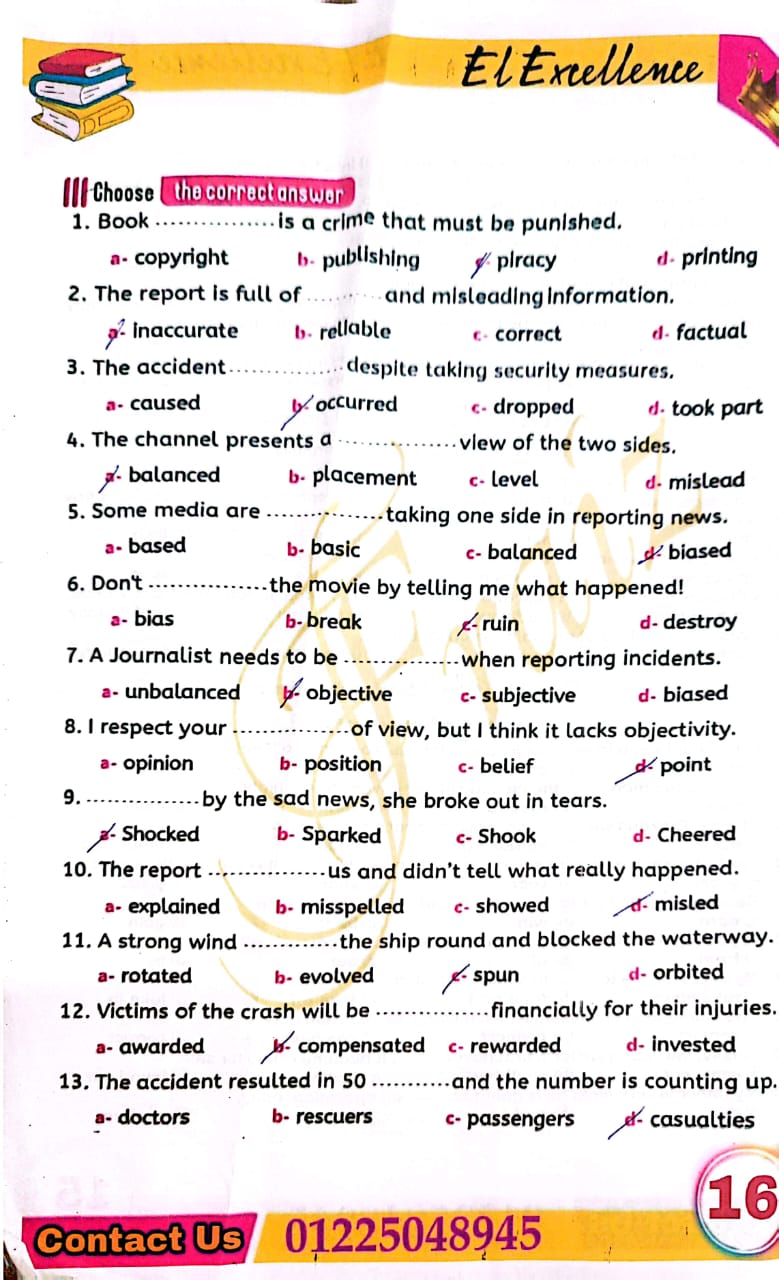 El Excellence
Choose the correct answer
1. Book ................ is a crime that must be punished.
a- copyright b- publishing c- piracy d- printing
2. The report is full of .......... and misleading information.
a- inaccurate b- reliable c- correct d- factual
3. The accident ............... despite taking security measures.
a- caused b- occurred c- dropped d- took part
4. The channel presents a ................ view of the two sides.
a- balanced b- placement c- level d- mislead
5. Some media are ................ taking one side in reporting news.
a- based b- basic c- balanced d- biased
6. Don't ................ the movie by telling me what happened!
a- bias b- break c- ruin d- destroy
7. A Journalist needs to be ................ when reporting incidents.
a- unbalanced b- objective c- subjective d- biased
8. I respect your ................ of view, but I think it lacks objectivity.
a- opinion b- position c- belief d- point
9. ................ by the sad news, she broke out in tears.
a- Shocked b- Sparked c- Shook d- Cheered
10. The report ................ us and didn't tell what really happened.
a- explained b- misspelled c- showed d- misled
11. A strong wind ............. the ship round and blocked the waterway.
a- rotated b- evolved c- spun d- orbited
12. Victims of the crash will be ................ financially for their injuries.
a- awarded b- compensated c- rewarded d- invested
13. The accident resulted in 50 ........... and the number is counting up.
a- doctors b- rescuers c- passengers d- casualties
Fraiz
16
Contact Us 01225048945